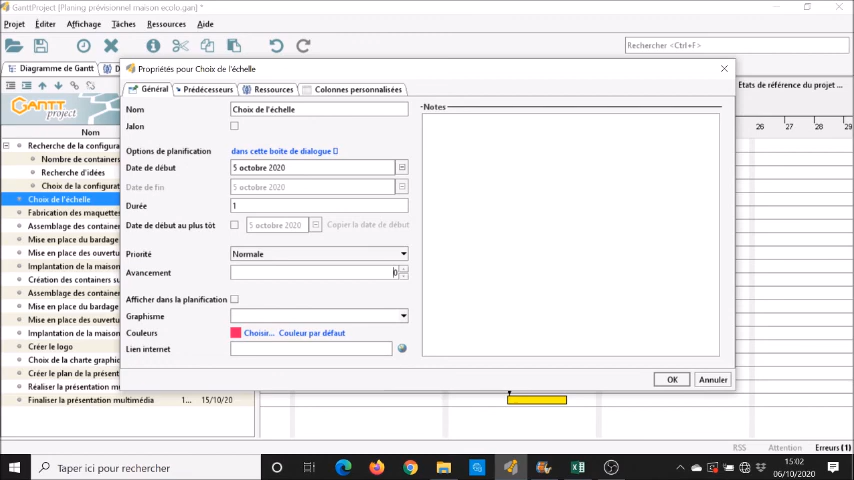 GanttProject [Planing prévisionnel maison ecolo.gan] *
Projet Éditer Affichage Tâches Ressources Aide
Rechercher <Ctrl+F>
Diagramme de Gantt
Propriétés pour Choix de l'échelle
Général Prédécesseurs Ressources Colonnes personnalisées
Etats de référence du projet ...
GANTT project
Nom
26 27 28 29
Nom Choix de l'échelle
Notes
Jalon
Options de planification dans cette boite de dialogue
Date de début 5 octobre 2020
Date de fin 5 octobre 2020
Durée 1
Date de début au plus tôt 5 octobre 2020 Copier la date de début
Priorité Normale
Avancement 0
Afficher dans la planification
Graphisme
Couleurs Choisir... Couleur par défaut
Lien internet
OK Annuler
Recherche de la configura
Nombre de containers
Recherche d'idées
Choix de la configurat
Choix de l'échelle
Fabrication des maquettes
Assemblage des container
Mise en place du bardage
Mise en place des ouvertu
Implantation de la maison
Création des containers su
Assemblage des container
Mise en place du bardage
Mise en place des ouvertu
Implantation de la maison
Créer le logo
Choix de la charte graphic
Créer le plan de la présent
Réaliser la présentation m
Finaliser la présentation multimédia 1... 15/10/20
RSS Attention Erreurs (1)
Taper ici pour rechercher
15:02
06/10/2020